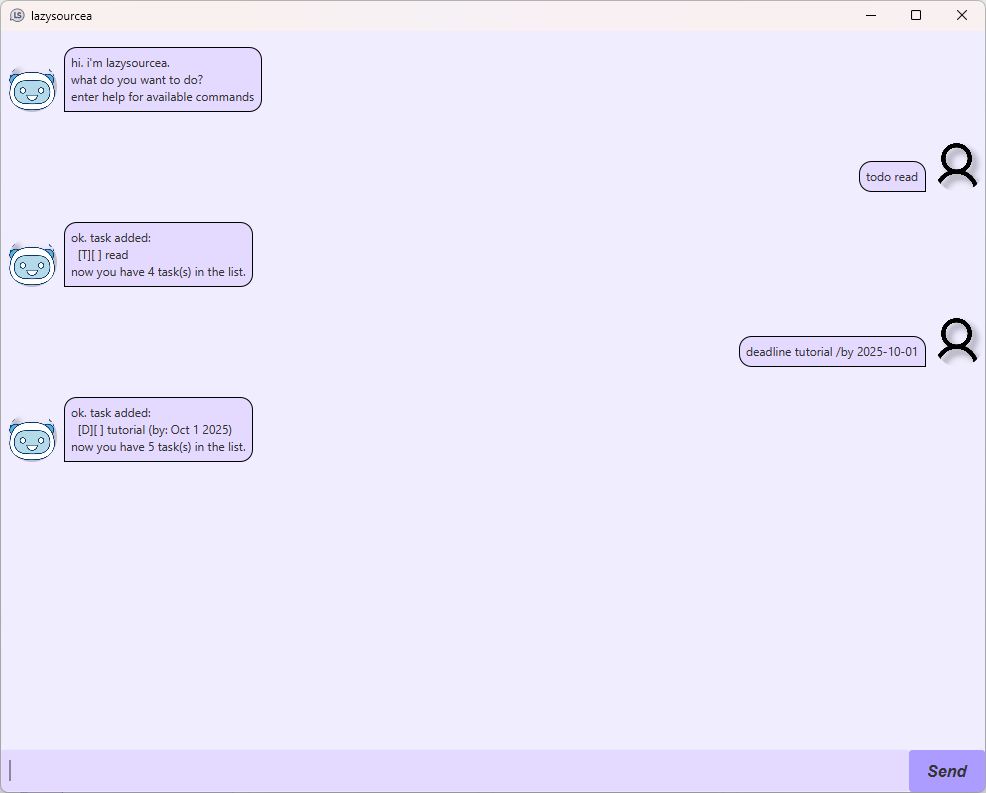 LS lazysourcea
hi. i'm lazysourcea.
what do you want to do?
enter help for available commands
todo read
ok. task added:
[T][ ] read
now you have 4 task(s) in the list.
deadline tutorial /by 2025-10-01
ok. task added:
[D][ ] tutorial (by: Oct 1 2025)
now you have 5 task(s) in the list.
Send